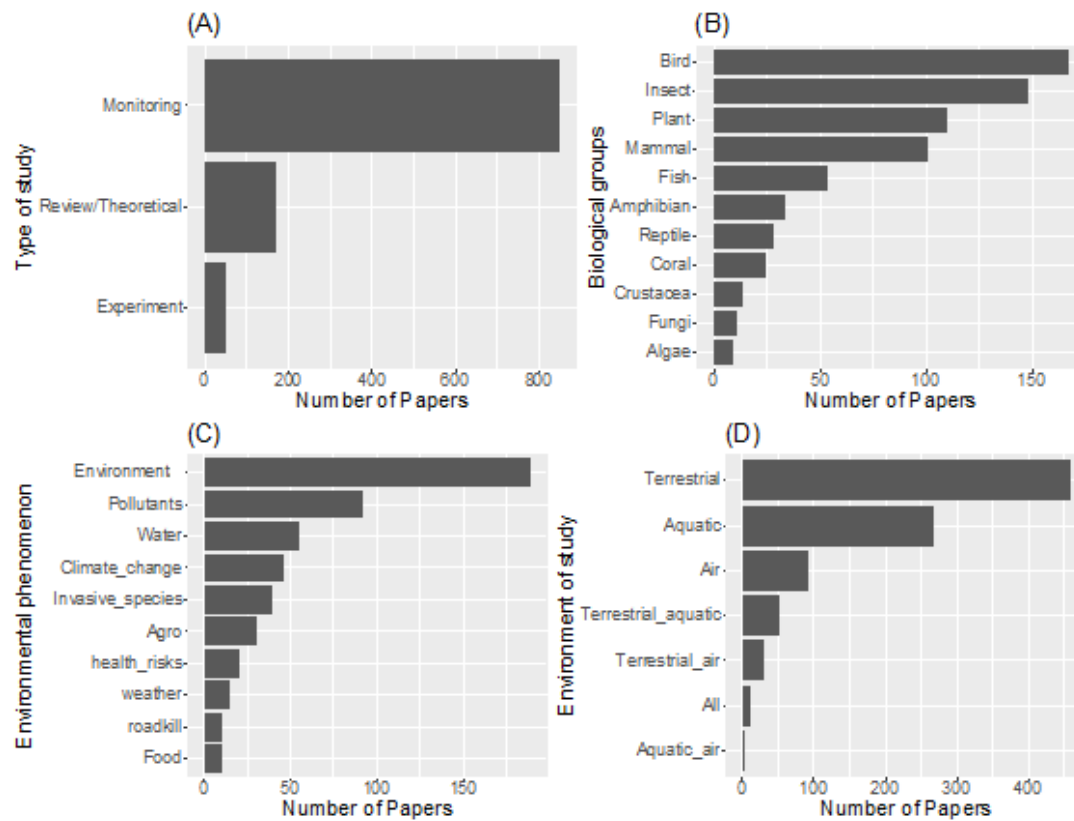 (A)
Type of study
Monitoring
Review/Theoretical
Experiment
0 200 400 600 800
Number of Papers
(B)
Biological groups
Bird
Insect
Plant
Mammal
Fish
Amphibian
Reptile
Coral
Crustacea
Fungi
Algae
0 50 100 150
Number of Papers
(C)
Environmental phenomenon
Environment
Pollutants
Water
Climate_change
Invasive_species
Agro
health_risks
weather
roadkill
Food
0 50 100 150
Number of Papers
(D)
Environment of study
Terrestrial
Aquatic
Air
Terrestrial_aquatic
Terrestrial_air
All
Aquatic_air
0 100 200 300 400
Number of Papers